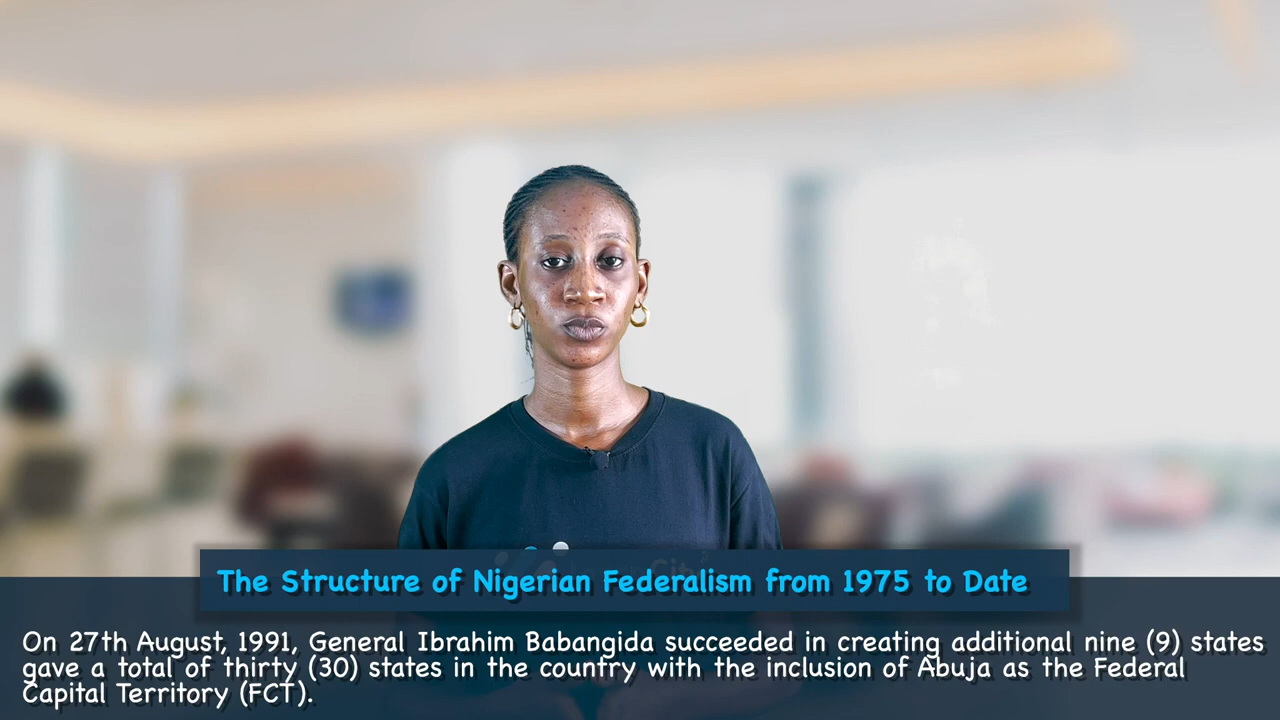 The Structure of Nigerian Federalism from 1975 to Date
On 27th August, 1991, General Ibrahim Babangida succeeded in creating additional nine (9) states
gave a total of thirty (30) states in the country with the inclusion of Abuja as the Federal
Capital Territory (FCT).